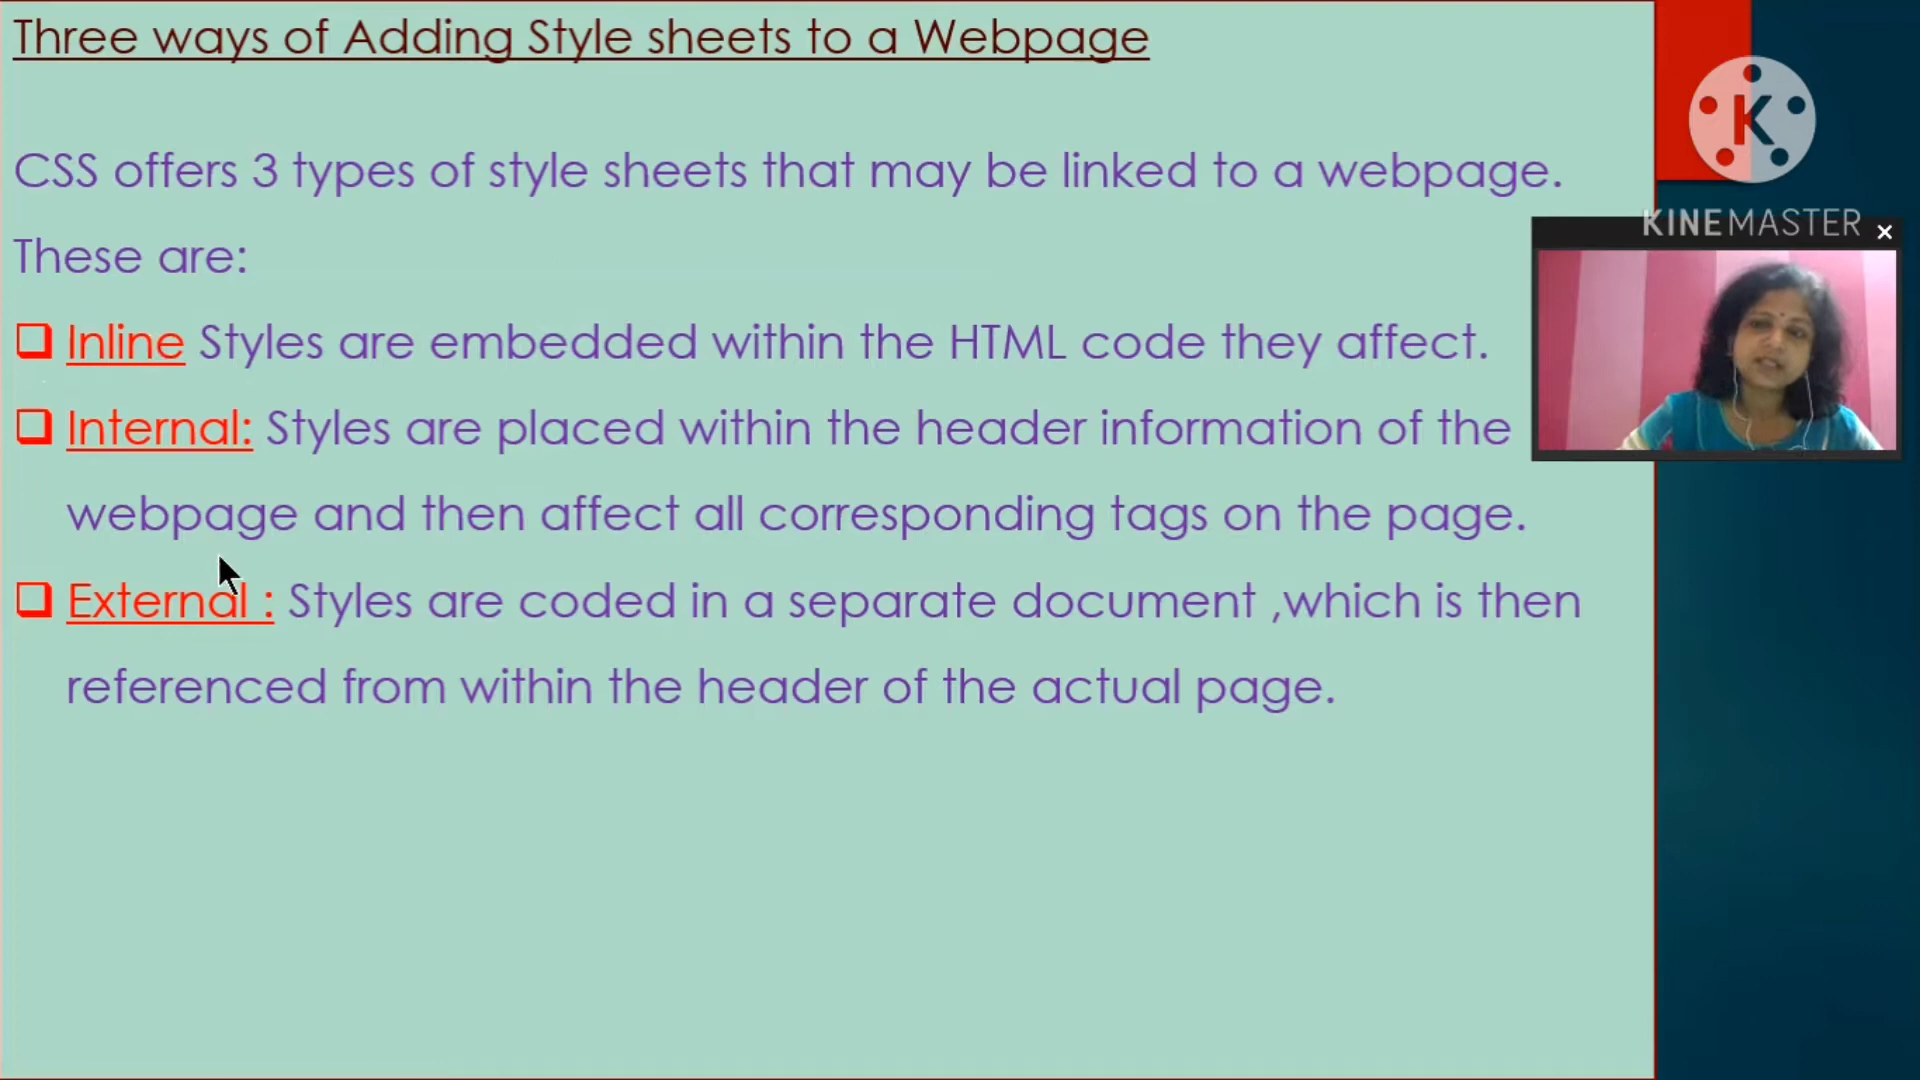 Three ways of Adding Style sheets to a Webpage
CSS offers 3 types of style sheets that may be linked to a webpage.
These are:
Inline Styles are embedded within the HTML code they affect.
Internal: Styles are placed within the header information of the
webpage and then affect all corresponding tags on the page.
External : Styles are coded in a separate document ,which is then
referenced from within the header of the actual page.
K
KINEMASTER